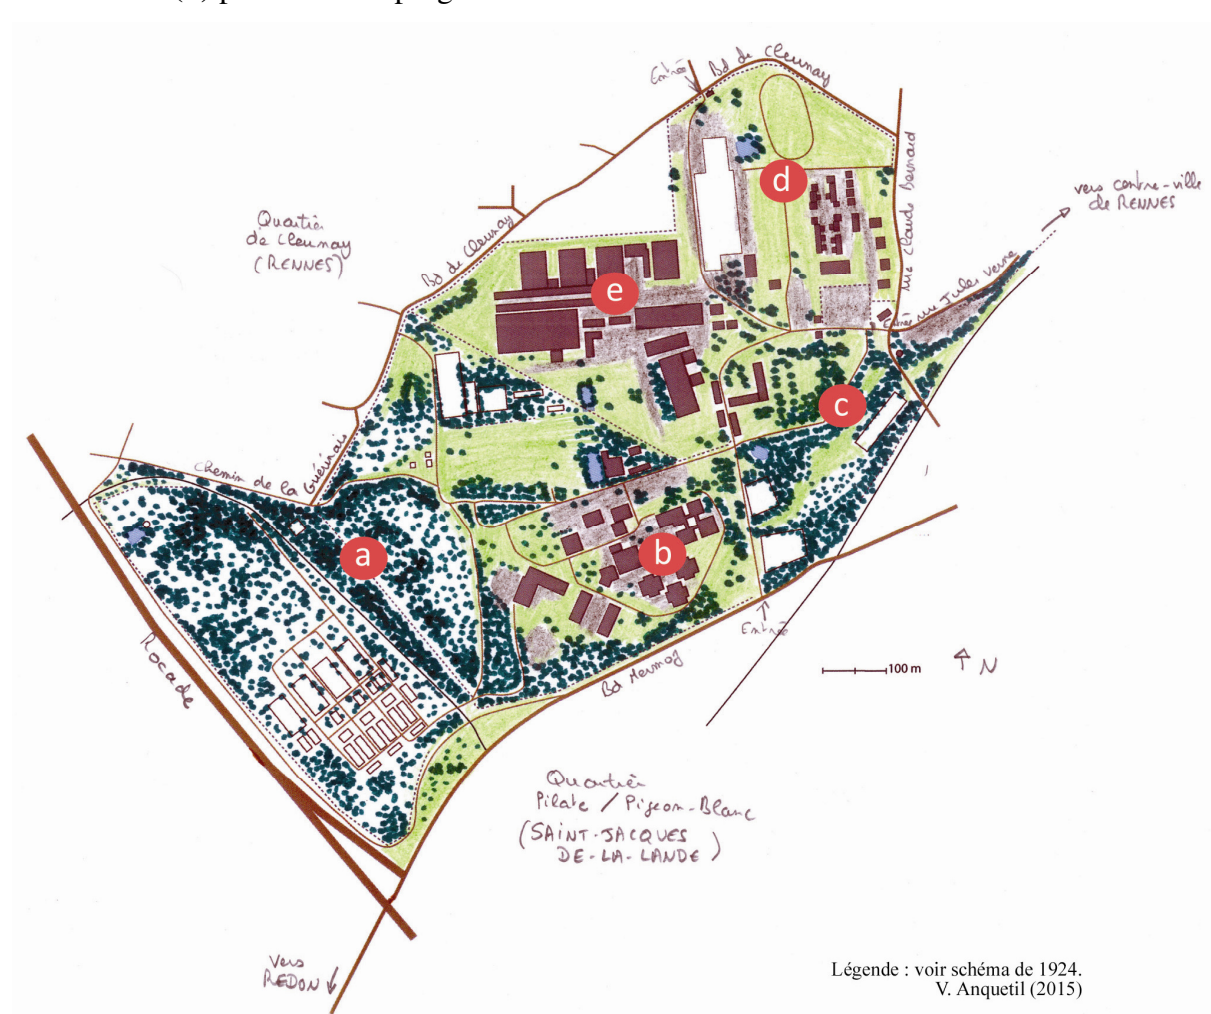 Entrée
Bd de Cleunay
rue Claude Bernard
vers centre-ville
de RENNES
Quartier
de Cleunay
(RENNES)
Bd de Cleunay
d
e
rue Jules Verne
c
Chemin de la Guérinais
a
b
Entrée
Rocade
Bd Mermoz
100 m
N
Quartier
Pilate / Pigeon-Blanc
(SAINT-JACQUES
DE-LA-LANDE)
vers
REDON
Légende : voir schéma de 1924.
V. Anquetil (2015)